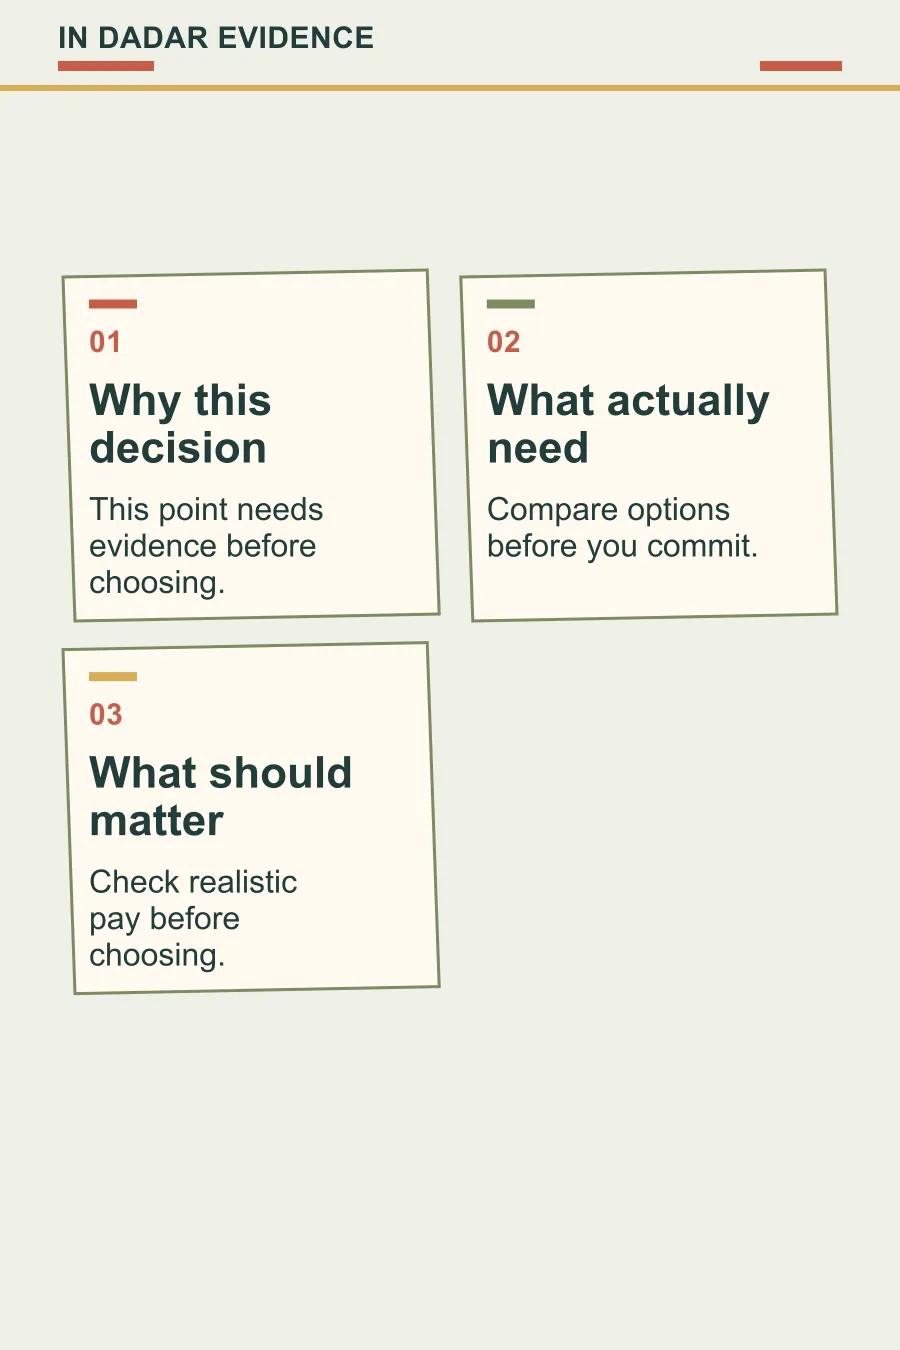 IN DADAR EVIDENCE
01
Why this
decision
This point needs
evidence before
choosing.
02
What actually
need
Compare options
before you commit.
03
What should
matter
Check realistic
pay before
choosing.